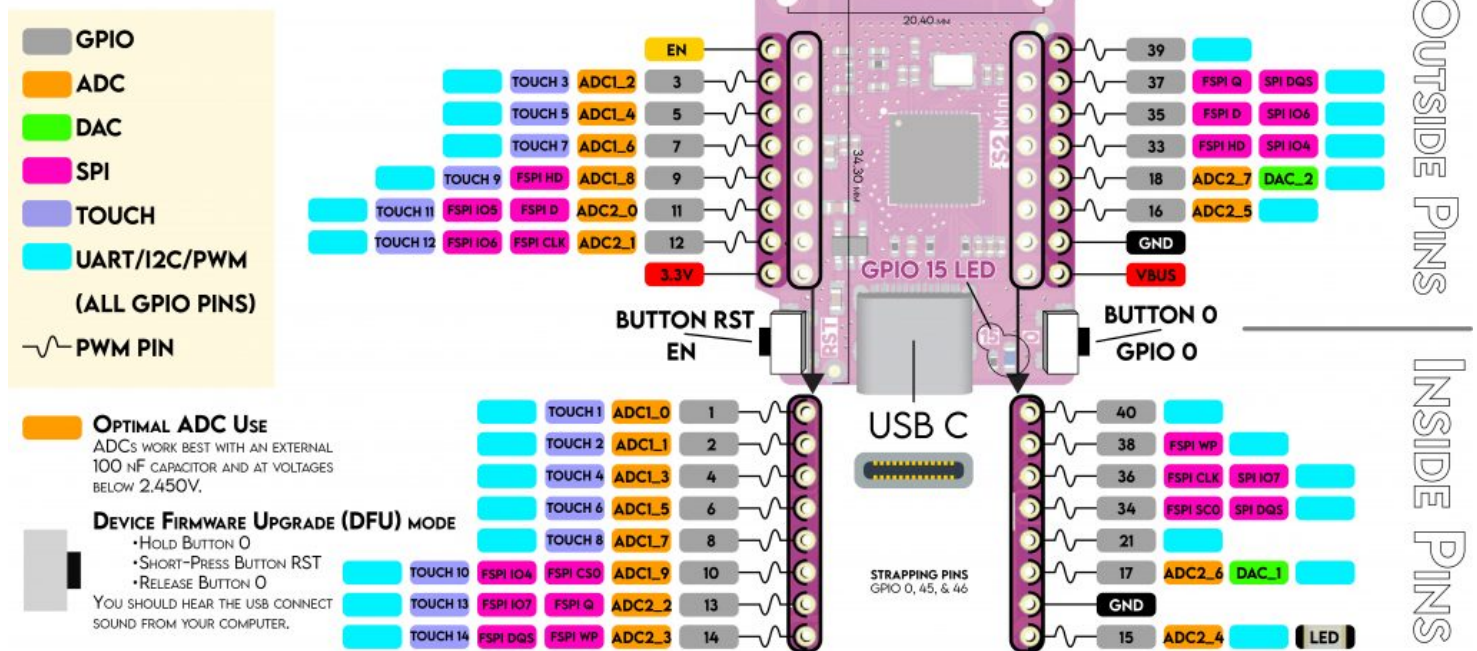 GPIO
ADC
DAC
SPI
TOUCH
UART/I2C/PWM
(ALL GPIO PINS)
PWM PIN
OPTIMAL ADC USE
ADCS WORK BEST WITH AN EXTERNAL
100 NF CAPACITOR AND AT VOLTAGES
BELOW 2.450V.
DEVICE FIRMWARE UPGRADE (DFU) MODE
•HOLD BUTTON 0
•SHORT-PRESS BUTTON RST
•RELEASE BUTTON 0
YOU SHOULD HEAR THE USB CONNECT
SOUND FROM YOUR COMPUTER.
20,40 MM
34,30 MM
S2 Mini
EN
TOUCH 3 ADC1_2 3
TOUCH 5 ADC1_4 5
TOUCH 7 ADC1_6 7
TOUCH 9 FSPI HD ADC1_8 9
TOUCH 11 FSPI IO5 FSPI D ADC2_0 11
TOUCH 12 FSPI IO6 FSPI CLK ADC2_1 12
3.3V
39
37 FSPI Q SPI DQS
35 FSPI D SPI IO6
33 FSPI HD SPI IO4
18 ADC2_7 DAC_2
16 ADC2_5
GND
VBUS
GPIO 15 LED
BUTTON RST
EN
RST
15
0
BUTTON 0
GPIO 0
USB C
TOUCH 1 ADC1_0 1
TOUCH 2 ADC1_1 2
TOUCH 4 ADC1_3 4
TOUCH 6 ADC1_5 6
TOUCH 8 ADC1_7 8
TOUCH 10 FSPI IO4 FSPI CS0 ADC1_9 10
TOUCH 13 FSPI IO7 FSPI Q ADC2_2 13
TOUCH 14 FSPI DQS FSPI WP ADC2_3 14
STRAPPING PINS
GPIO 0, 45, & 46
40
38 FSPI WP
36 FSPI CLK SPI IO7
34 FSPI SC0 SPI DQS
21
17 ADC2_6 DAC_1
GND
15 ADC2_4 LED
OUTSIDE PINS
INSIDE PINS